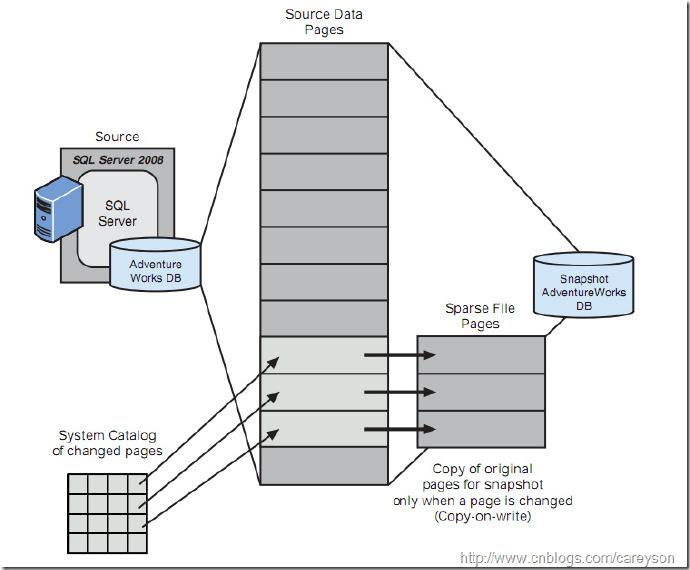 Source Data
Pages
Source
SQL Server 2008
SQL
Server
Adventure
Works DB
Snapshot
AdventureWorks
DB
Sparse File
Pages
System Catalog
of changed pages
Copy of original
pages for snapshot
only when a page is changed
(Copy-on-write)
http://www.cnblogs.com/careyson